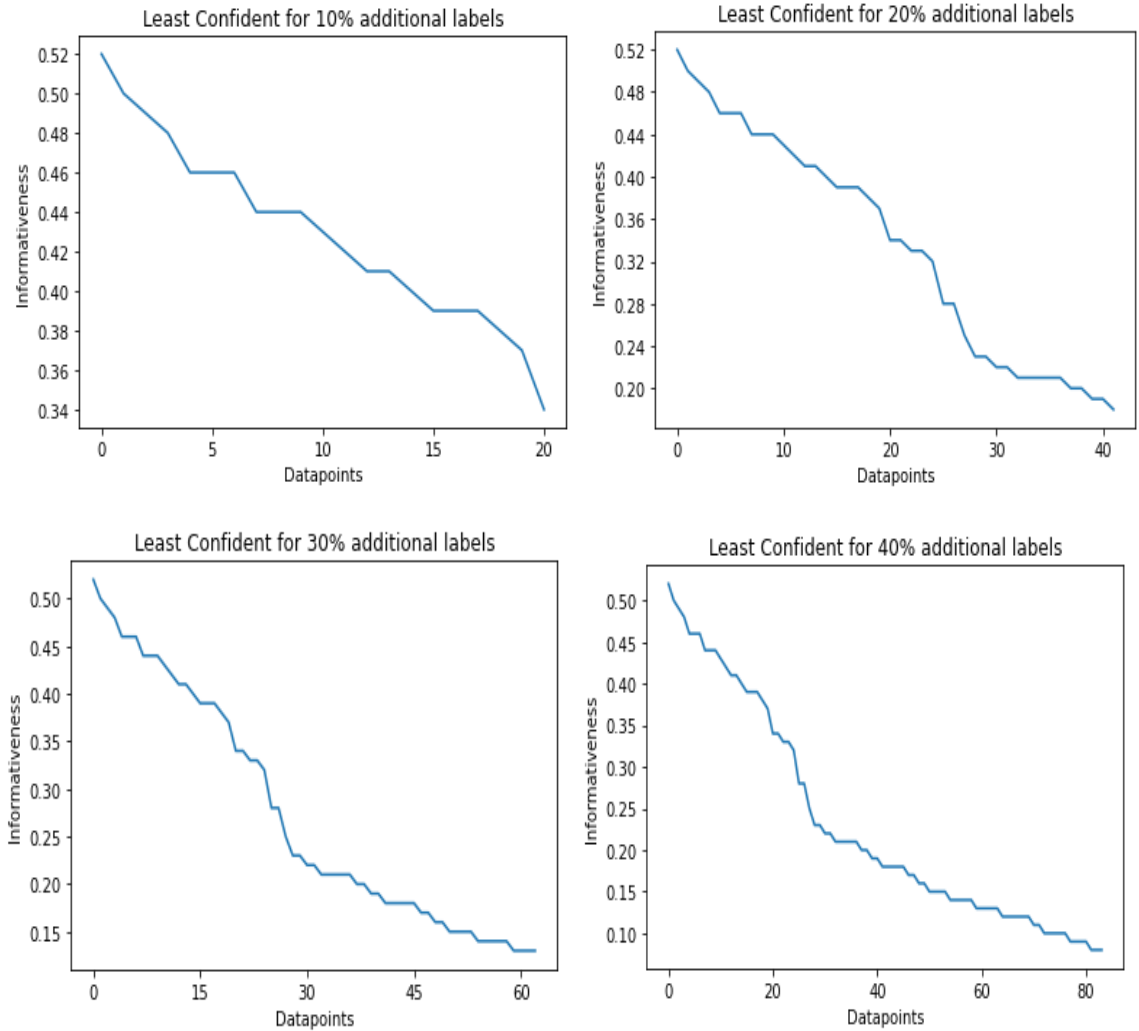 Least Confident for 10% additional labels
0.52
0.50
0.48
0.46
0.44
0.42
0.40
0.38
0.36
0.34
Informativeness
0 5 10 15 20
Datapoints
Least Confident for 20% additional labels
0.52
0.48
0.44
0.40
0.36
0.32
0.28
0.24
0.20
Informativeness
0 10 20 30 40
Datapoints
Least Confident for 30% additional labels
0.50
0.45
0.40
0.35
0.30
0.25
0.20
0.15
Informativeness
0 15 30 45 60
Datapoints
Least Confident for 40% additional labels
0.50
0.45
0.40
0.35
0.30
0.25
0.20
0.15
0.10
Informativeness
0 20 40 60 80
Datapoints